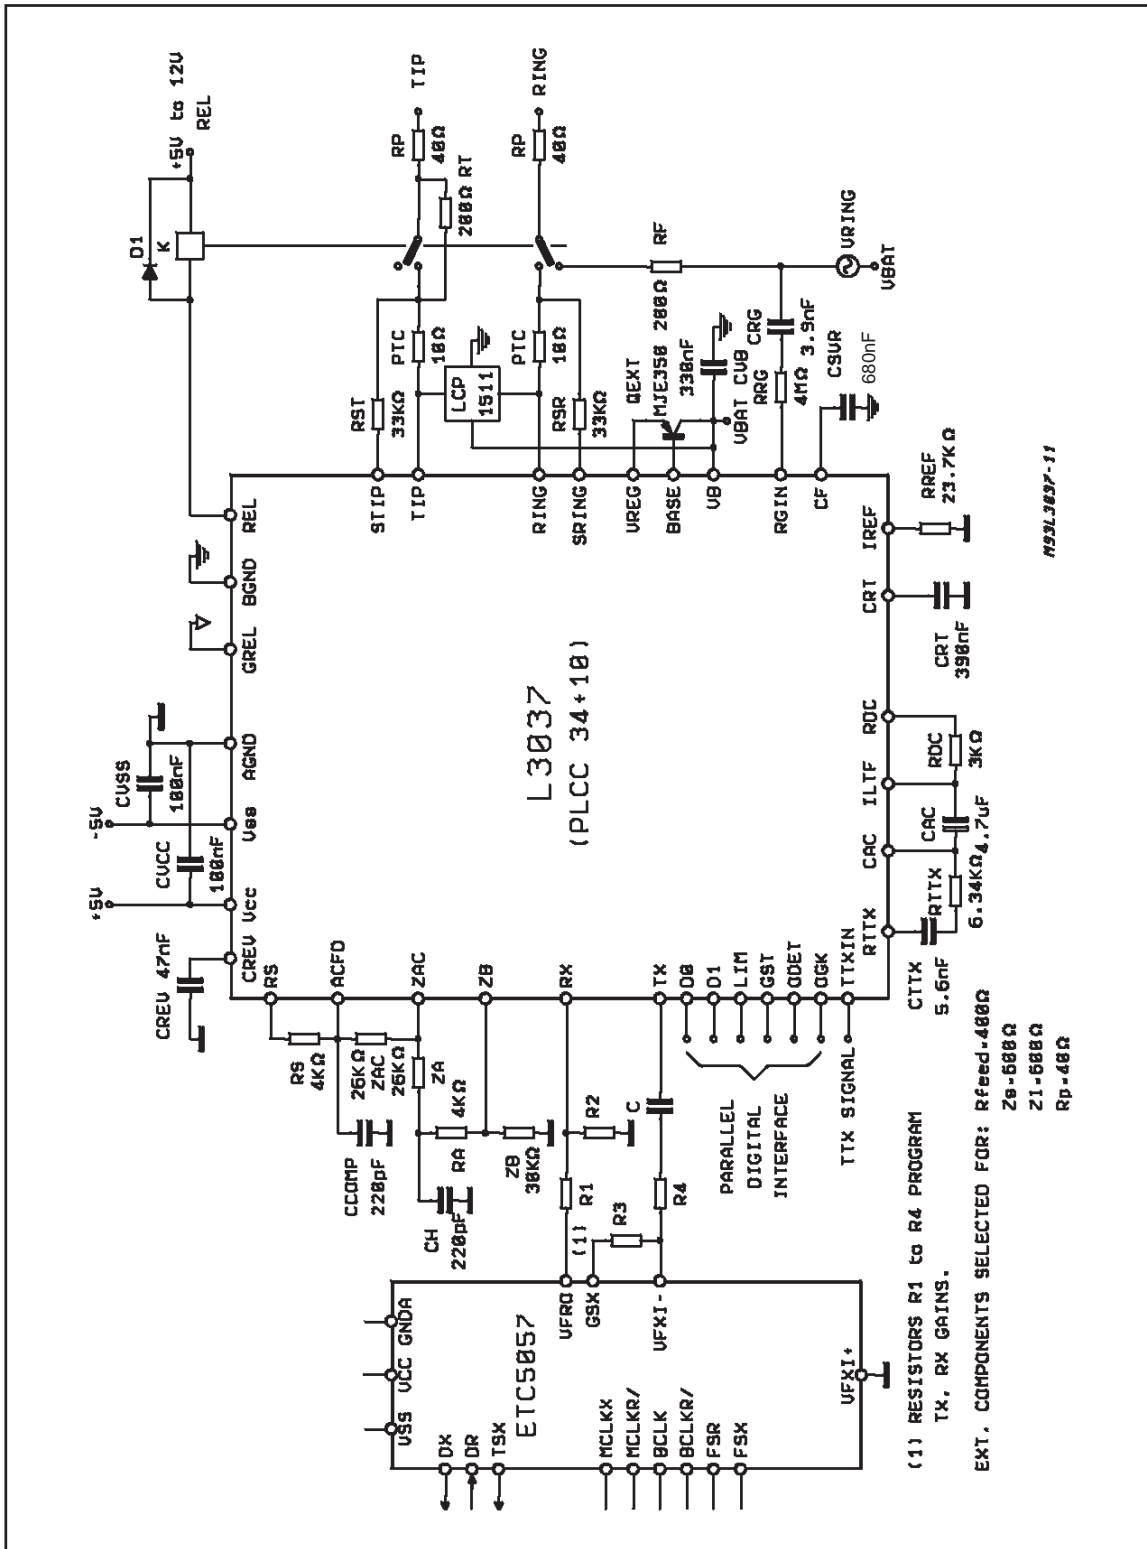 +5V to 12V
REL
D1
K
TIP
RING
RP
40Ω
RP
40Ω
200Ω RT
RST
33KΩ
PTC
10Ω
LCP
1511
PTC
10Ω
RSR
33KΩ
RF
200Ω
QEXT
MJE350
VBAT
CVB
330nF
RRG
4MΩ
CRG
3.9nF
VRING
VBAT
CSVR
680nF
REL
BGND
GREL
AGND
Vss
Vcc
CREV
STIP
TIP
RING
SRING
VREG
BASE
VB
RGIN
CF
IREF
CRT
RDC
ILTF
CAC
RTTX
RREF
23.7KΩ
CRT
390nF
RDC
3KΩ
CAC
4.7uF
RTTX
6.34KΩ
CTTX
5.6nF
M93L3037-11
L3037
(PLCC 34+10)
-5V
CVSS
100nF
+5V
CVCC
100nF
CREV 47nF
RS
ACFD
ZAC
ZB
RX
TX
D0
D1
LIM
GST
ODET
OGK
TTXIN
RS
4KΩ
26KΩ
ZAC
26KΩ
ZA
4KΩ
CCOMP
220pF
RA
CH
220pF
ZB
30KΩ
R1
R2
C
R3
R4
(1)
PARALLEL
DIGITAL
INTERFACE
TTX SIGNAL
VSS
VCC
GNDA
ETC5057
VFRO
GSX
VFXI-
VFXI+
DX
DR
TSX
MCLKX
MCLKR/
BCLK
BCLKR/
FSR
FSX
(1) RESISTORS R1 to R4 PROGRAM
TX, RX GAINS.
EXT. COMPONENTS SELECTED FOR: Rfeed=400Ω
Zs=600Ω
Zl=600Ω
Rp=40Ω